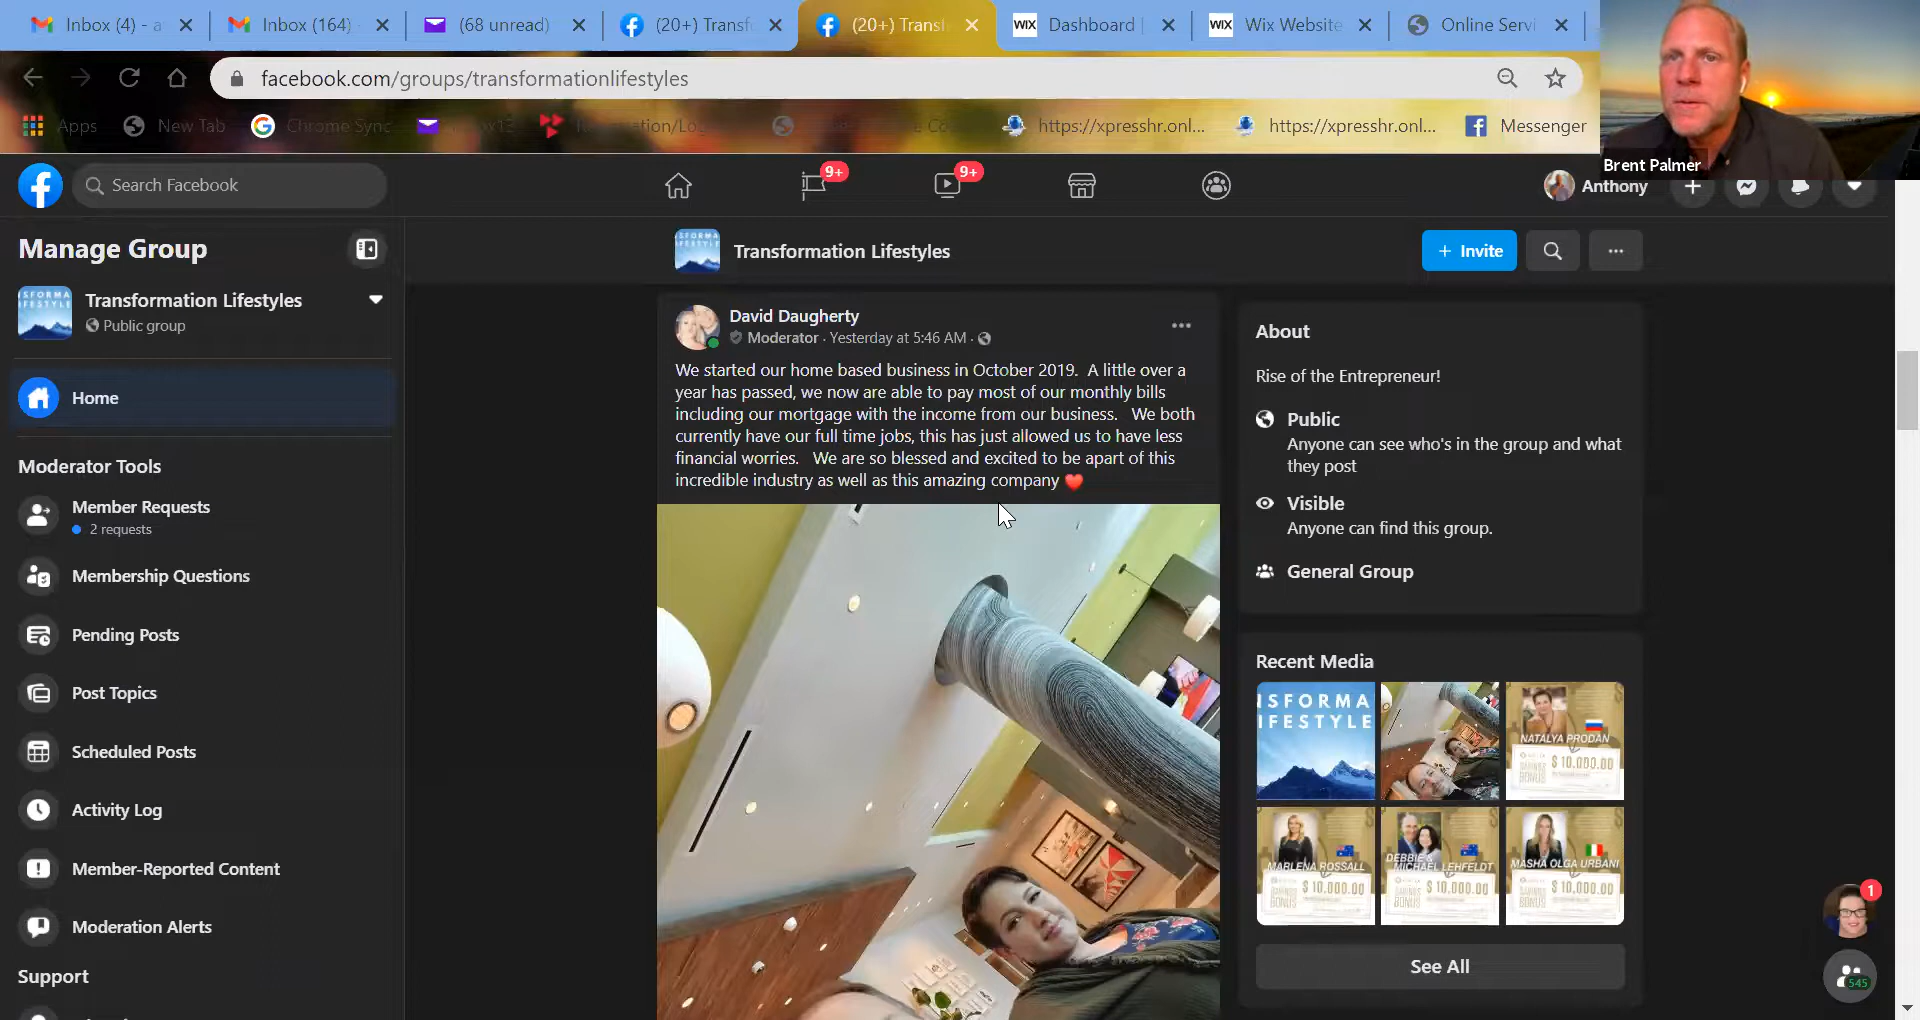 Inbox (4) - a
Inbox (164)
(68 unread)
(20+) Transf
(20+) Transf
WIX Dashboard
WIX Wix Website
Online Servi
facebook.com/groups/transformationlifestyles
Apps
New Tab
Chrome Sync
https://xpresshr.onl...
https://xpresshr.onl...
Messenger
Brent Palmer
Search Facebook
9+
9+
Anthony
Manage Group
Transformation Lifestyles
Public group
Home
Moderator Tools
Member Requests
2 requests
Membership Questions
Pending Posts
Post Topics
Scheduled Posts
Activity Log
Member-Reported Content
Moderation Alerts
Support
Transformation Lifestyles
+ Invite
David Daugherty
Moderator · Yesterday at 5:46 AM ·
We started our home based business in October 2019. A little over a
year has passed, we now are able to pay most of our monthly bills
including our mortgage with the income from our business. We both
currently have our full time jobs, this has just allowed us to have less
financial worries. We are so blessed and excited to be apart of this
incredible industry as well as this amazing company ❤️
About
Rise of the Entrepreneur!
Public
Anyone can see who's in the group and what
they post
Visible
Anyone can find this group.
General Group
Recent Media
NSFORMA
IFESTYLE
NATALYA PRODAN
$ 10,000.00
MARLENA ROSSALL
$ 10,000.00
DEBBIE &
MICHAEL LEHFELDT
$ 10,000.00
MASHA OLGA URBANI
$ 10,000.00
See All
1
545